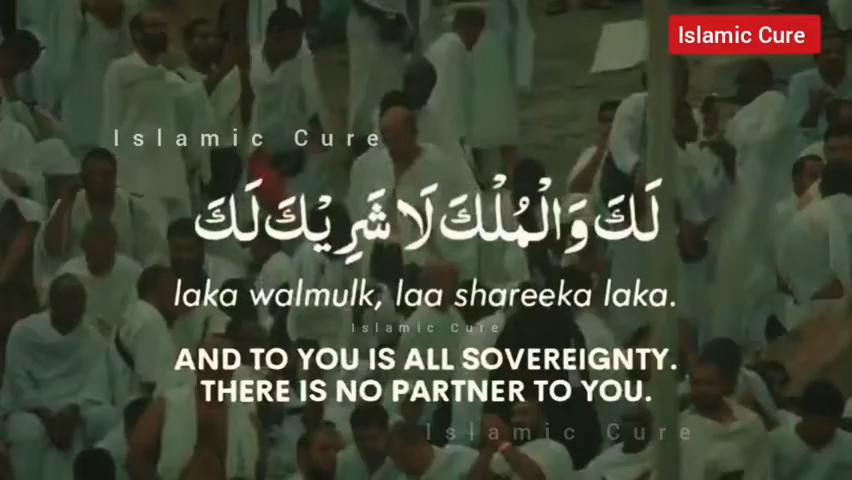 Islamic Cure
Islamic Cure
لَكَ وَالْمُلْكَ لَا شَرِيْكَ لَكَ
laka walmulk, laa shareeka laka.
Islamic Cure
AND TO YOU IS ALL SOVEREIGNTY.
THERE IS NO PARTNER TO YOU.
Islamic Cure